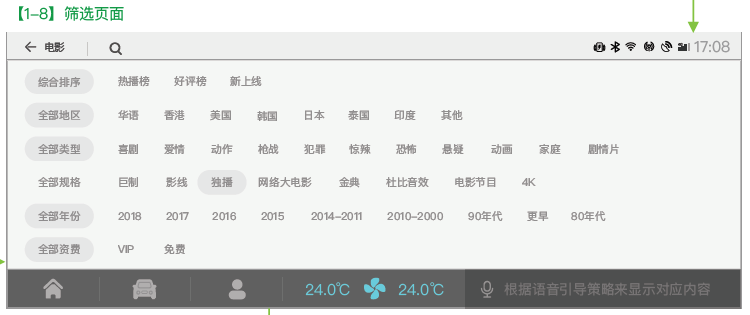 【1-8】筛选页面
电影 17:08
综合排序 热播榜 好评榜 新上线
全部地区 华语 香港 美国 韩国 日本 泰国 印度 其他
全部类型 喜剧 爱情 动作 枪战 犯罪 惊辣 恐怖 悬疑 动画 家庭 剧情片
全部规格 巨制 影线 独播 网络大电影 金典 杜比音效 电影节目 4K
全部年份 2018 2017 2016 2015 2014-2011 2010-2000 90年代 更早 80年代
全部资费 VIP 免费
24.0℃ 24.0℃ 根据语音引导策略来显示对应内容